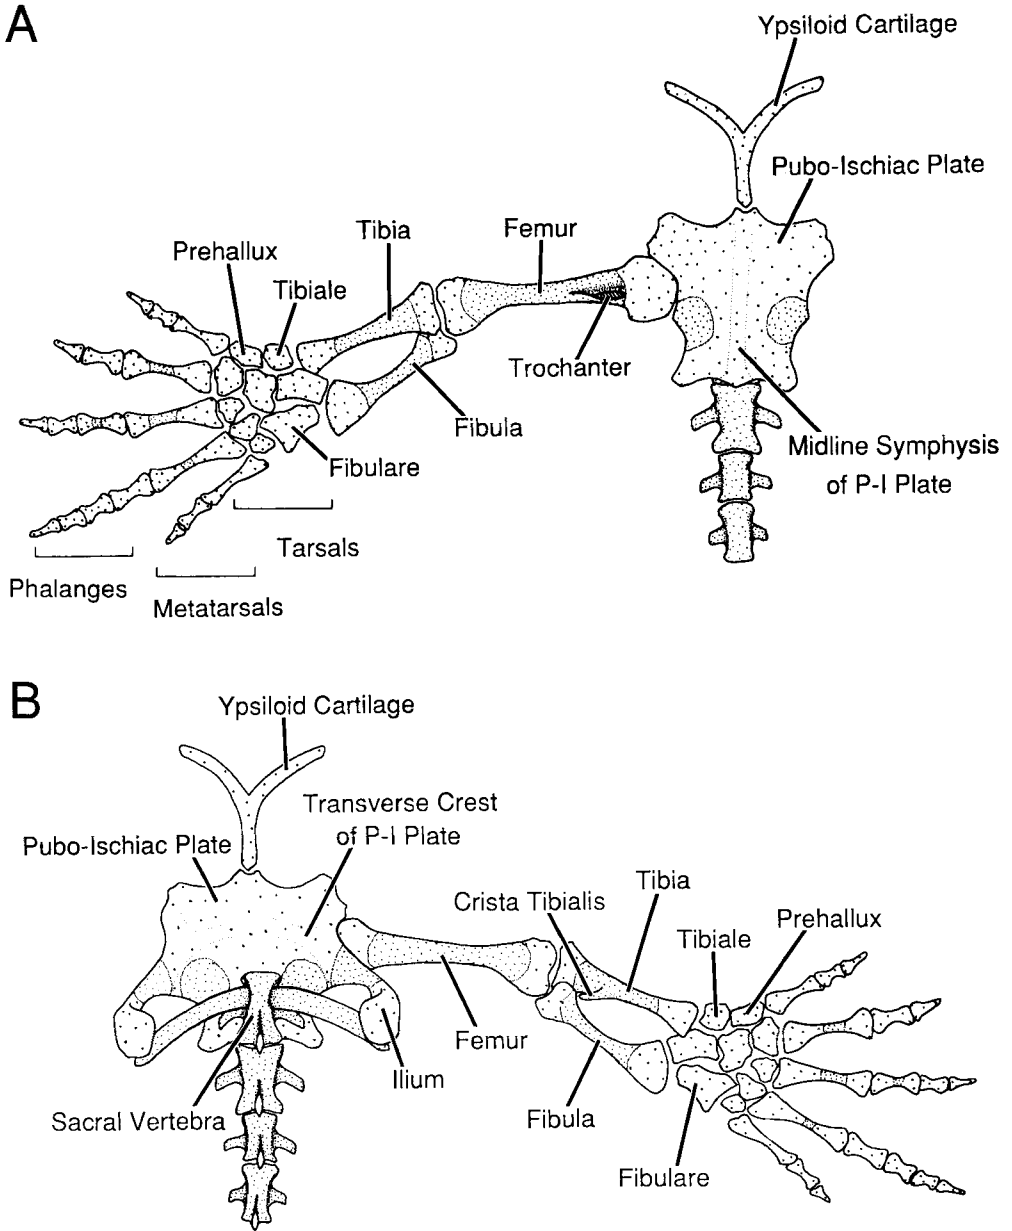 A
Ypsiloid Cartilage
Pubo-Ischiac Plate
Femur
Tibia
Prehallux
Tibiale
Trochanter
Fibula
Midline Symphysis
of P-I Plate
Fibulare
Tarsals
Phalanges
Metatarsals
B
Ypsiloid Cartilage
Transverse Crest
of P-I Plate
Pubo-Ischiac Plate
Tibia
Crista Tibialis
Prehallux
Tibiale
Femur
Ilium
Sacral Vertebra
Fibula
Fibulare